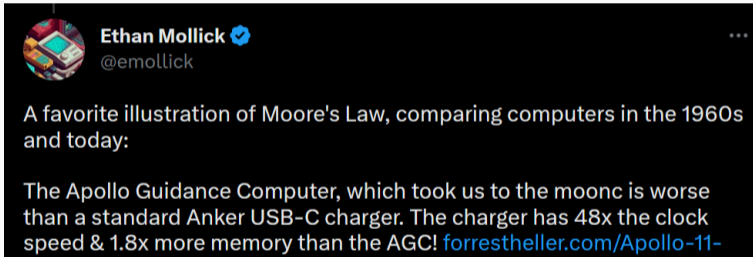 Ethan Mollick
@emollick
A favorite illustration of Moore's Law, comparing computers in the 1960s
and today:
The Apollo Guidance Computer, which took us to the moonc is worse
than a standard Anker USB-C charger. The charger has 48x the clock
speed & 1.8x more memory than the AGC! forrestheller.com/Apollo-11-